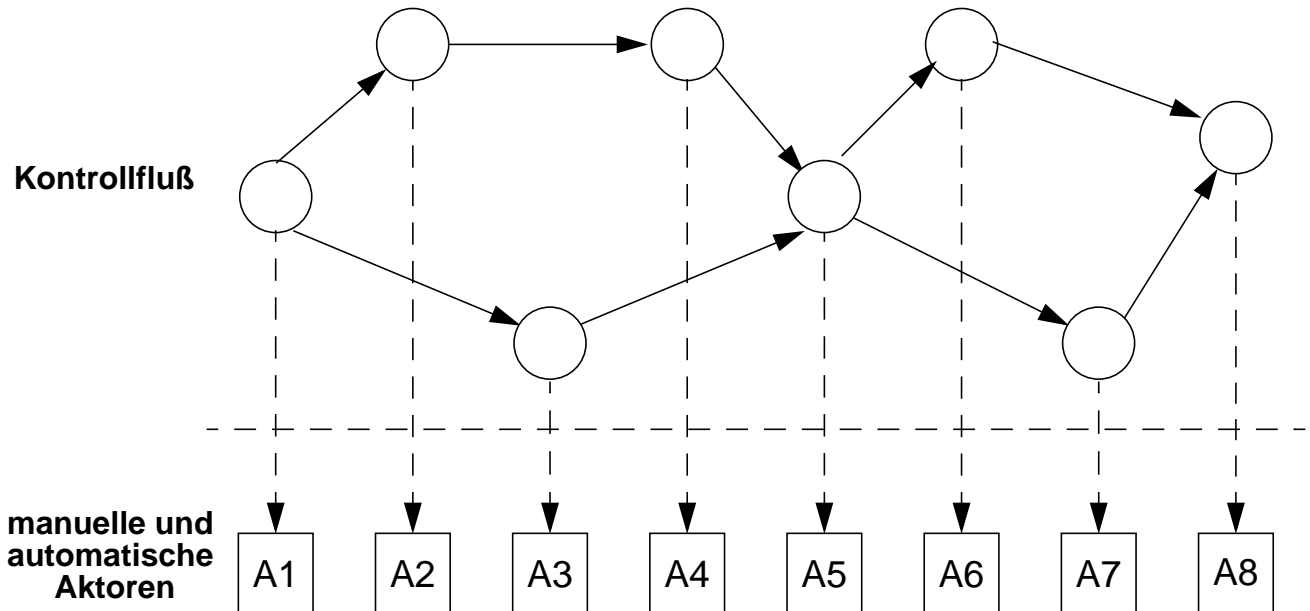 Kontrollfluß
manuelle und
automatische
Aktoren
A1 A2 A3 A4 A5 A6 A7 A8